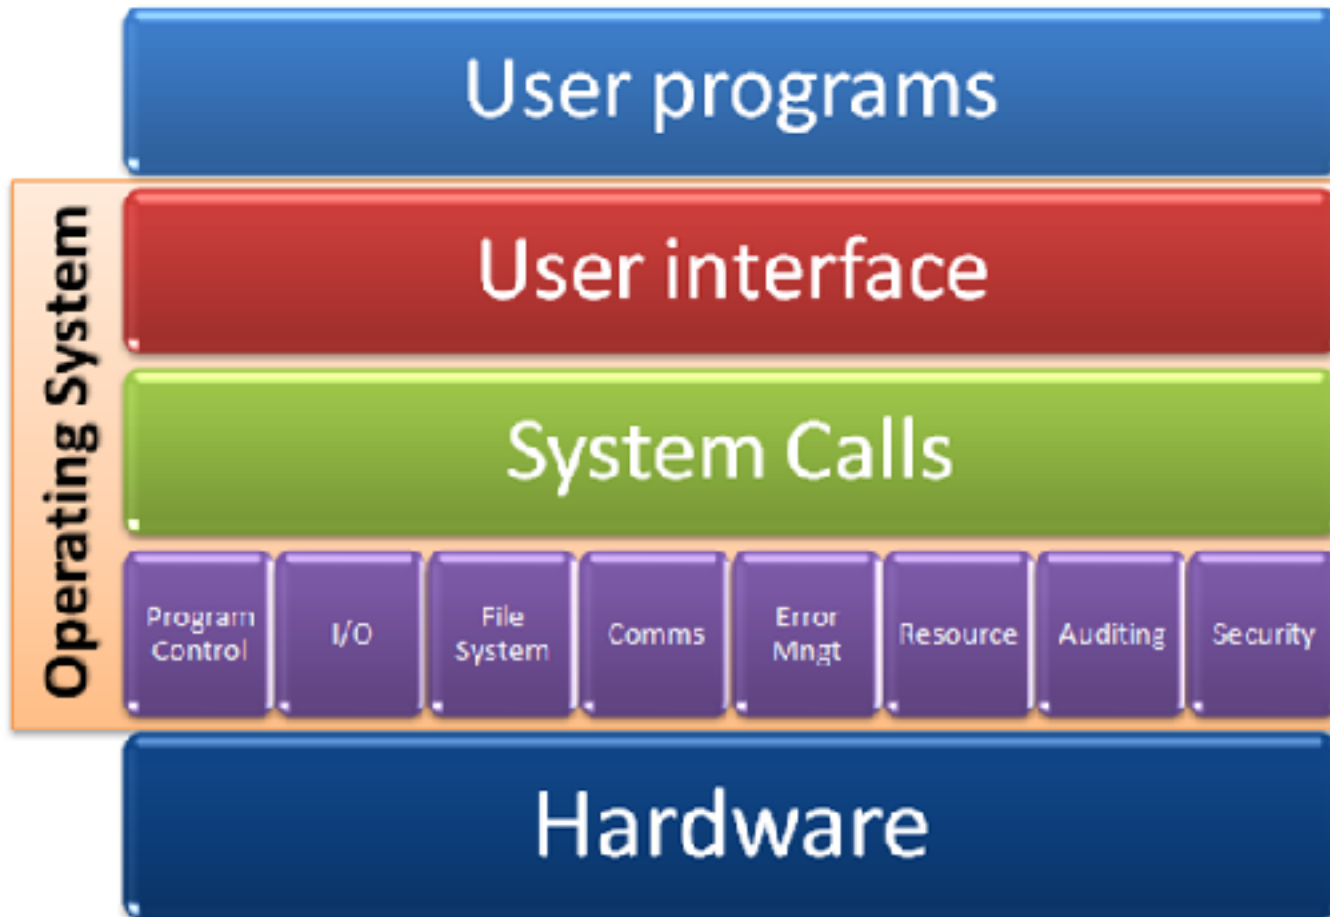 User programs
Operating System
User interface
System Calls
Program
Control
I/O
File
System
Comms
Error
Mngt
Resource
Auditing
Security
Hardware